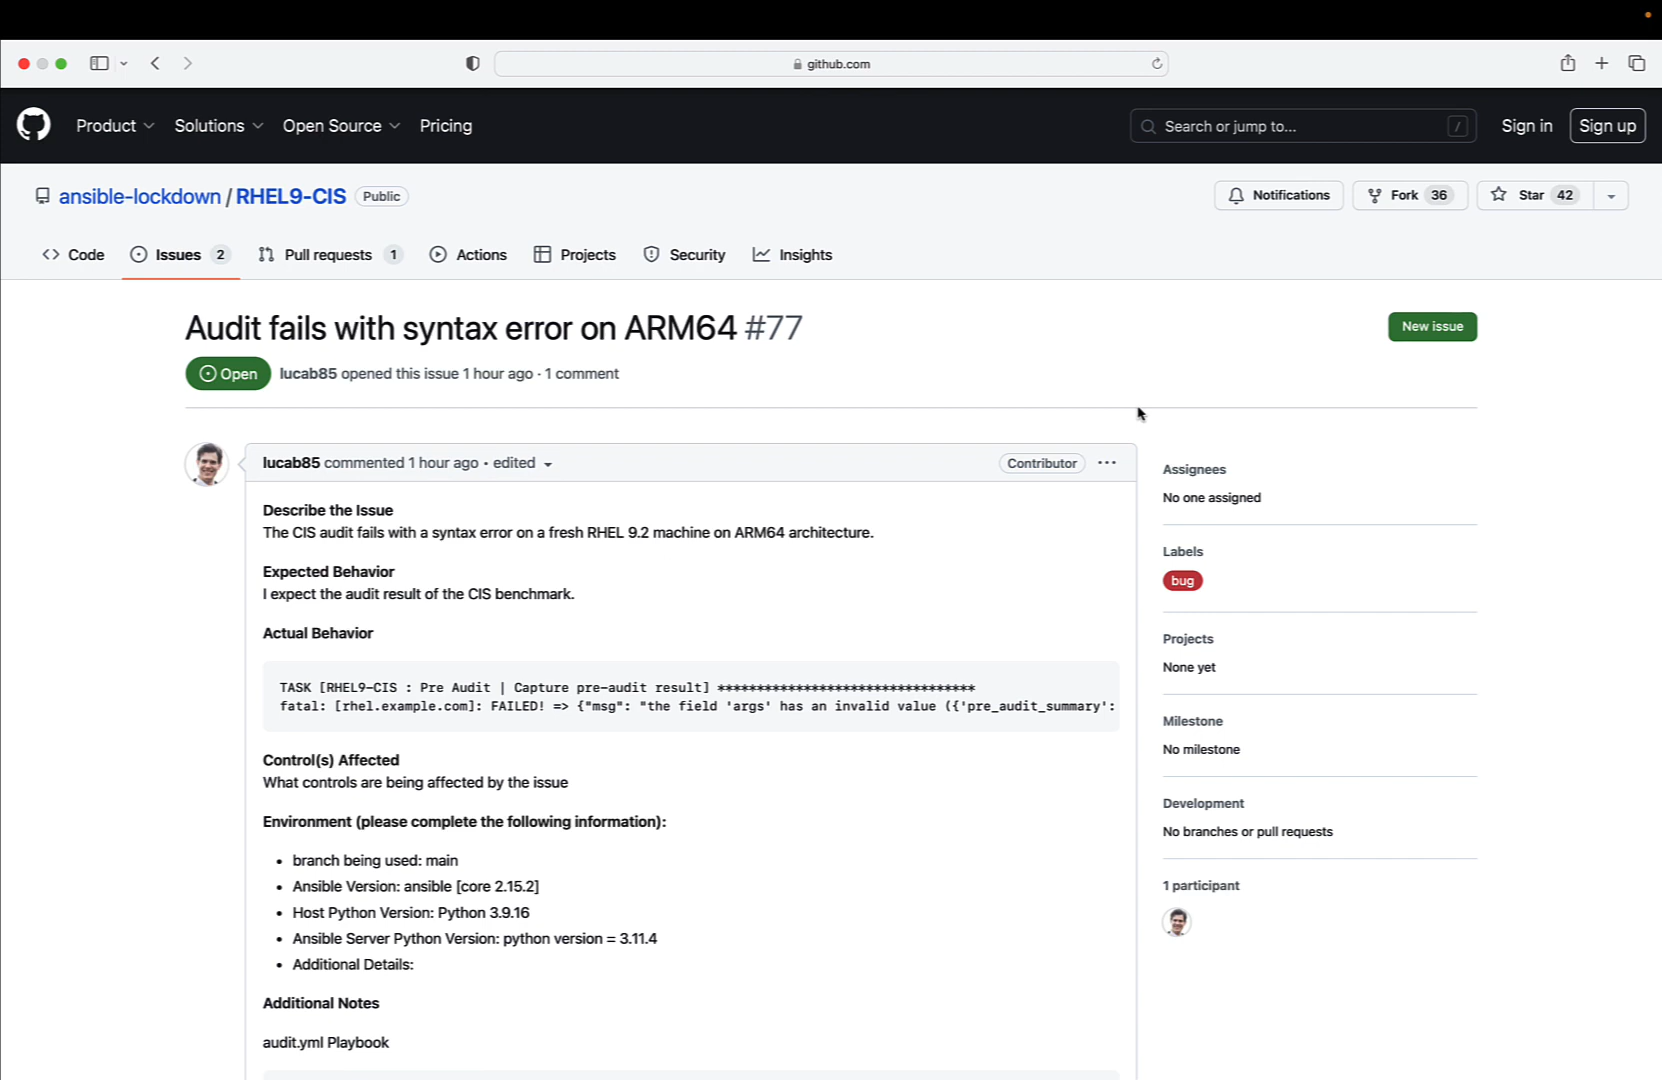 github.com
Product Solutions Open Source Pricing Search or jump to... / Sign in Sign up
ansible-lockdown / RHEL9-CIS Public Notifications Fork 36 Star 42
Code Issues 2 Pull requests 1 Actions Projects Security Insights
Audit fails with syntax error on ARM64 #77 New issue
Open lucab85 opened this issue 1 hour ago · 1 comment
lucab85 commented 1 hour ago • edited Contributor ···
Describe the Issue
The CIS audit fails with a syntax error on a fresh RHEL 9.2 machine on ARM64 architecture.
Expected Behavior
I expect the audit result of the CIS benchmark.
Actual Behavior
TASK [RHEL9-CIS : Pre Audit | Capture pre-audit result] *********************************
fatal: [rhel.example.com]: FAILED! => {"msg": "the field 'args' has an invalid value ({'pre_audit_summary':
Control(s) Affected
What controls are being affected by the issue
Environment (please complete the following information):
• branch being used: main
• Ansible Version: ansible [core 2.15.2]
• Host Python Version: Python 3.9.16
• Ansible Server Python Version: python version = 3.11.4
• Additional Details:
Additional Notes
audit.yml Playbook
Assignees
No one assigned
Labels
bug
Projects
None yet
Milestone
No milestone
Development
No branches or pull requests
1 participant